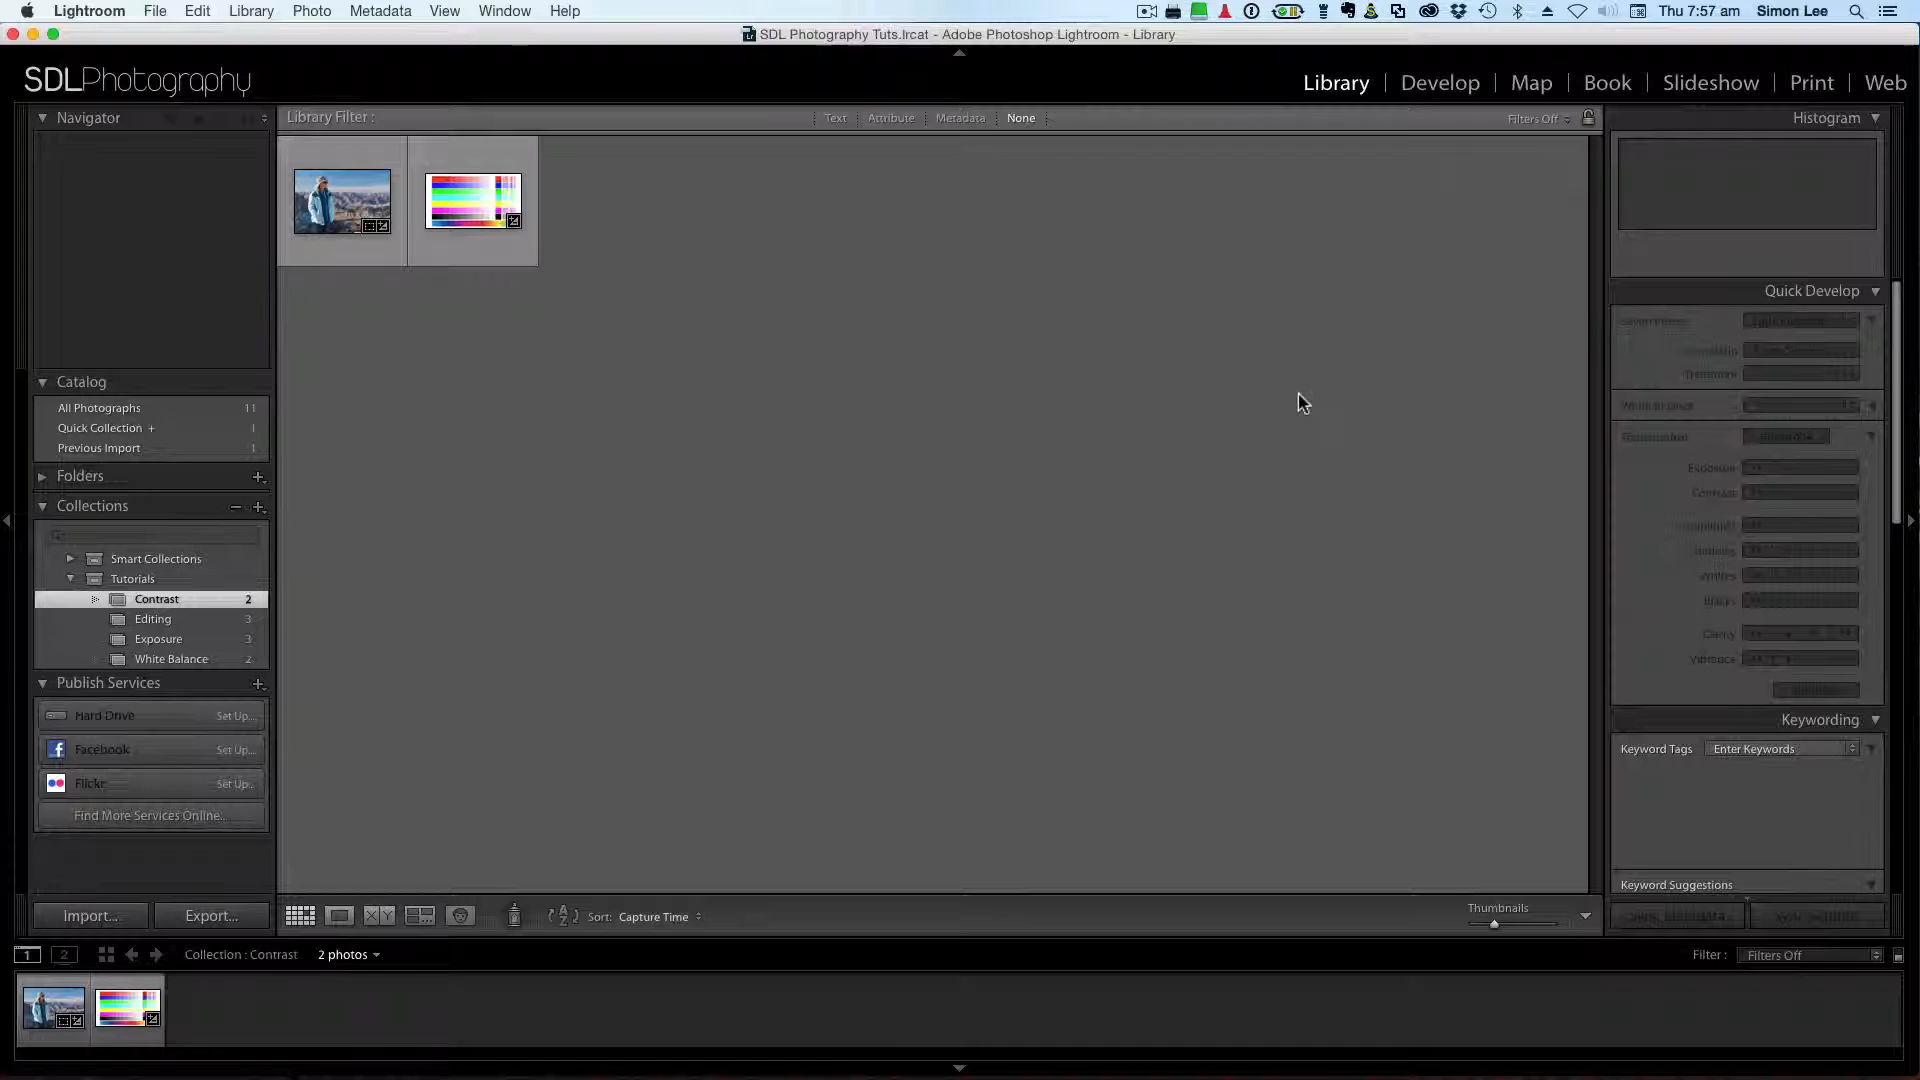 Lightroom File Edit Library Photo Metadata View Window Help Thu 7:57 am Simon Lee
SDL Photography Tuts.lrcat - Adobe Photoshop Lightroom - Library
SDLPhotography
Library Develop Map Book Slideshow Print Web
Navigator
Library Filter : Text Attribute Metadata None Filters Off
Histogram
Quick Develop
Catalog
All Photographs 11
Quick Collection + 1
Previous Import 1
Folders
Collections
Smart Collections
Tutorials
Contrast 2
Editing 3
Exposure 3
White Balance 2
Publish Services
Hard Drive Set Up...
Facebook Set Up...
Flickr Set Up...
Find More Services Online...
Import... Export...
Exposure
Contrast
Whites
Blacks
Clarity
Vibrance
Keywording
Keyword Tags Enter Keywords
Keyword Suggestions
XY Sort: Capture Time Thumbnails
1 2 Collection : Contrast 2 photos Filter : Filters Off